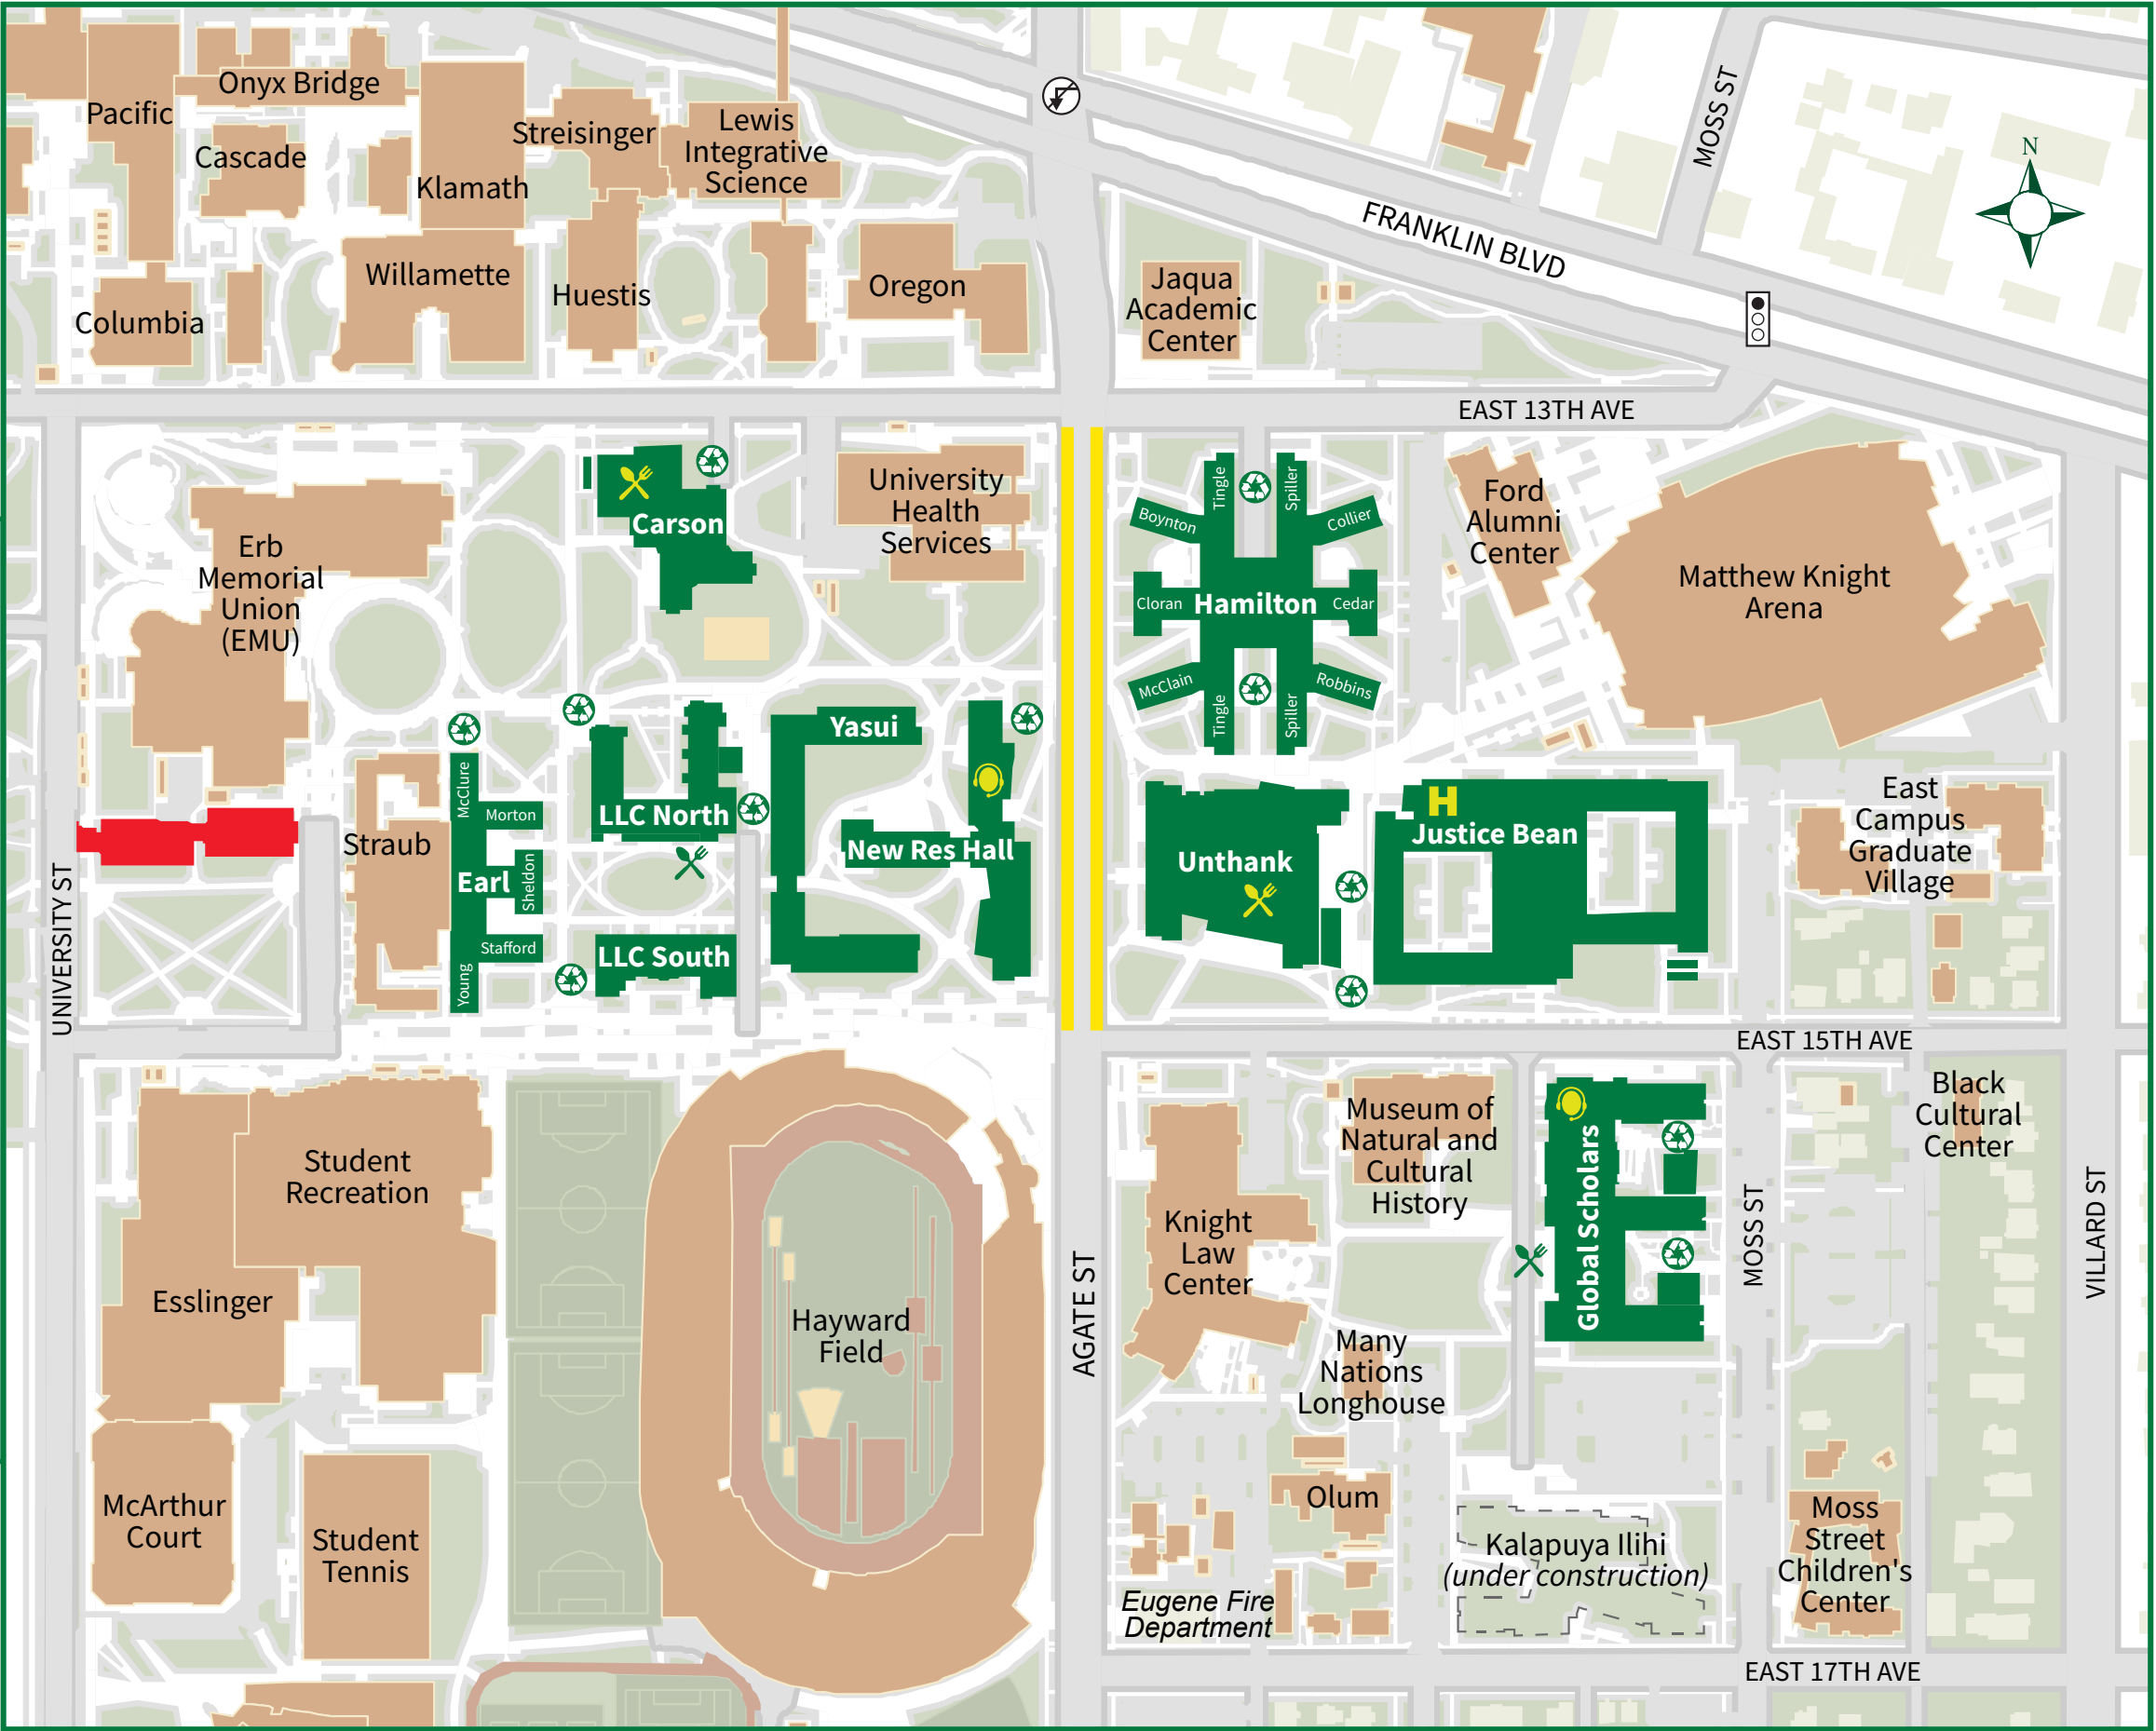 Onyx Bridge
Pacific
Cascade
Klamath
Streisinger
Lewis
Integrative
Science
Willamette
Huestis
Columbia
Oregon
Jaqua
Academic
Center
FRANKLIN BLVD
MOSS ST
N
EAST 13TH AVE
Erb
Memorial
Union
(EMU)
Carson
University
Health
Services
Tingle
Spiller
Boynton
Collier
Cloran
Hamilton
Cedar
McClain
Robbins
Tingle
Spiller
Ford
Alumni
Center
Matthew Knight
Arena
UNIVERSITY ST
Straub
McClure
Morton
Earl
Sheldon
Stafford
Young
LLC North
LLC South
Yasui
New Res Hall
Unthank
H
Justice Bean
East
Campus
Graduate
Village
EAST 15TH AVE
Student
Recreation
Esslinger
McArthur
Court
Student
Tennis
Hayward
Field
AGATE ST
Knight
Law
Center
Museum of
Natural and
Cultural
History
Global Scholars
MOSS ST
Black
Cultural
Center
VILLARD ST
Many
Nations
Longhouse
Olum
Kalapuya Ilihi
(under construction)
Eugene Fire
Department
Moss
Street
Children's
Center
EAST 17TH AVE